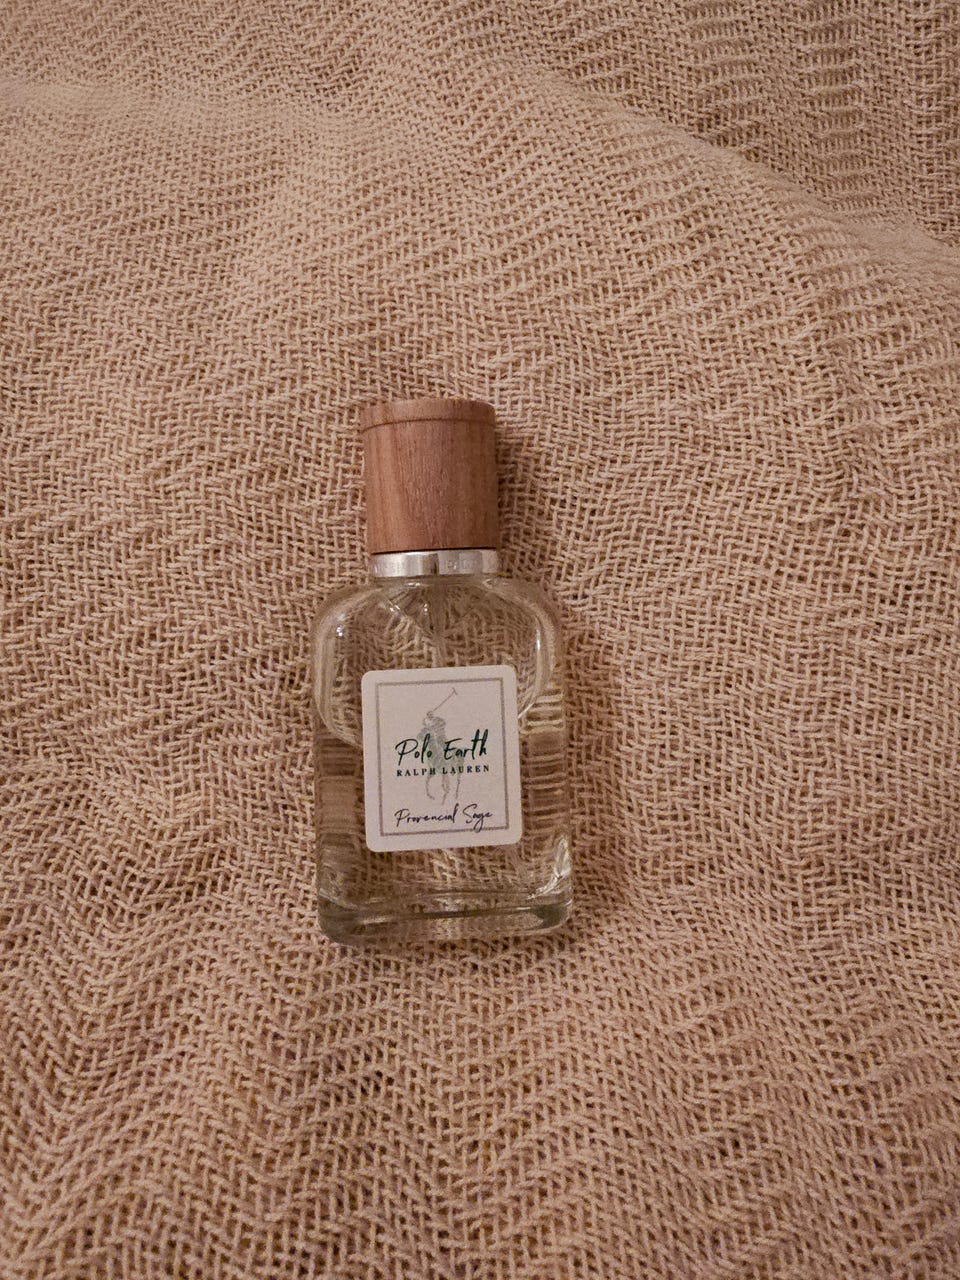 Polo Earth
RALPH LAUREN
Provencial Sage